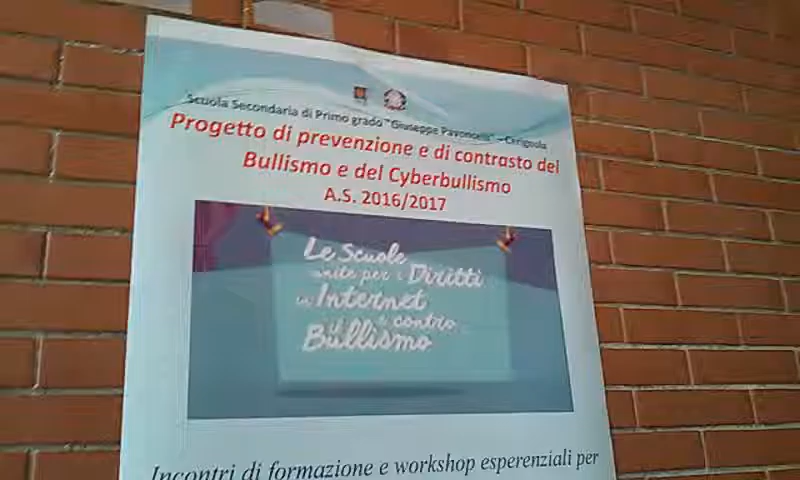 Scuola Secondaria di Primo grado "Giuseppe Pavoncelli" - Cerignola
Progetto di prevenzione e di contrasto del
Bullismo e del Cyberbullismo
A.S. 2016/2017
Le Scuole
unite per i Diritti
in Internet
e contro
il Bullismo
Incontri di formazione e workshop esperenziali per